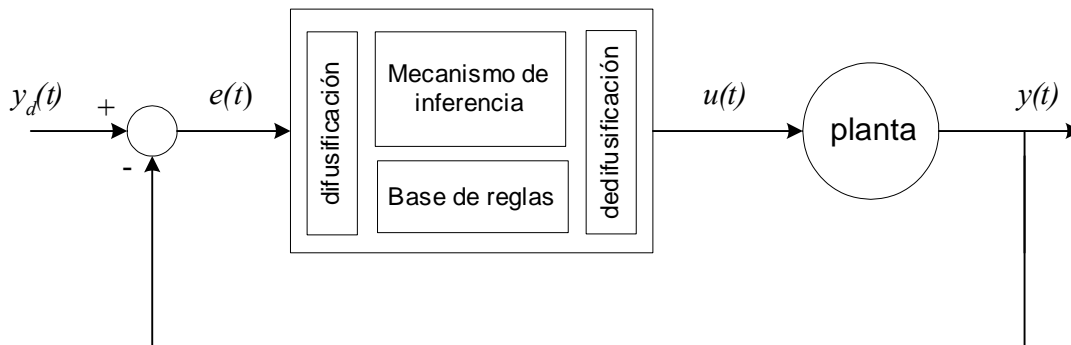 y_d(t)
+
-
e(t)
difusificación
Mecanismo de
inferencia
Base de reglas
dedifusificación
u(t)
planta
y(t)